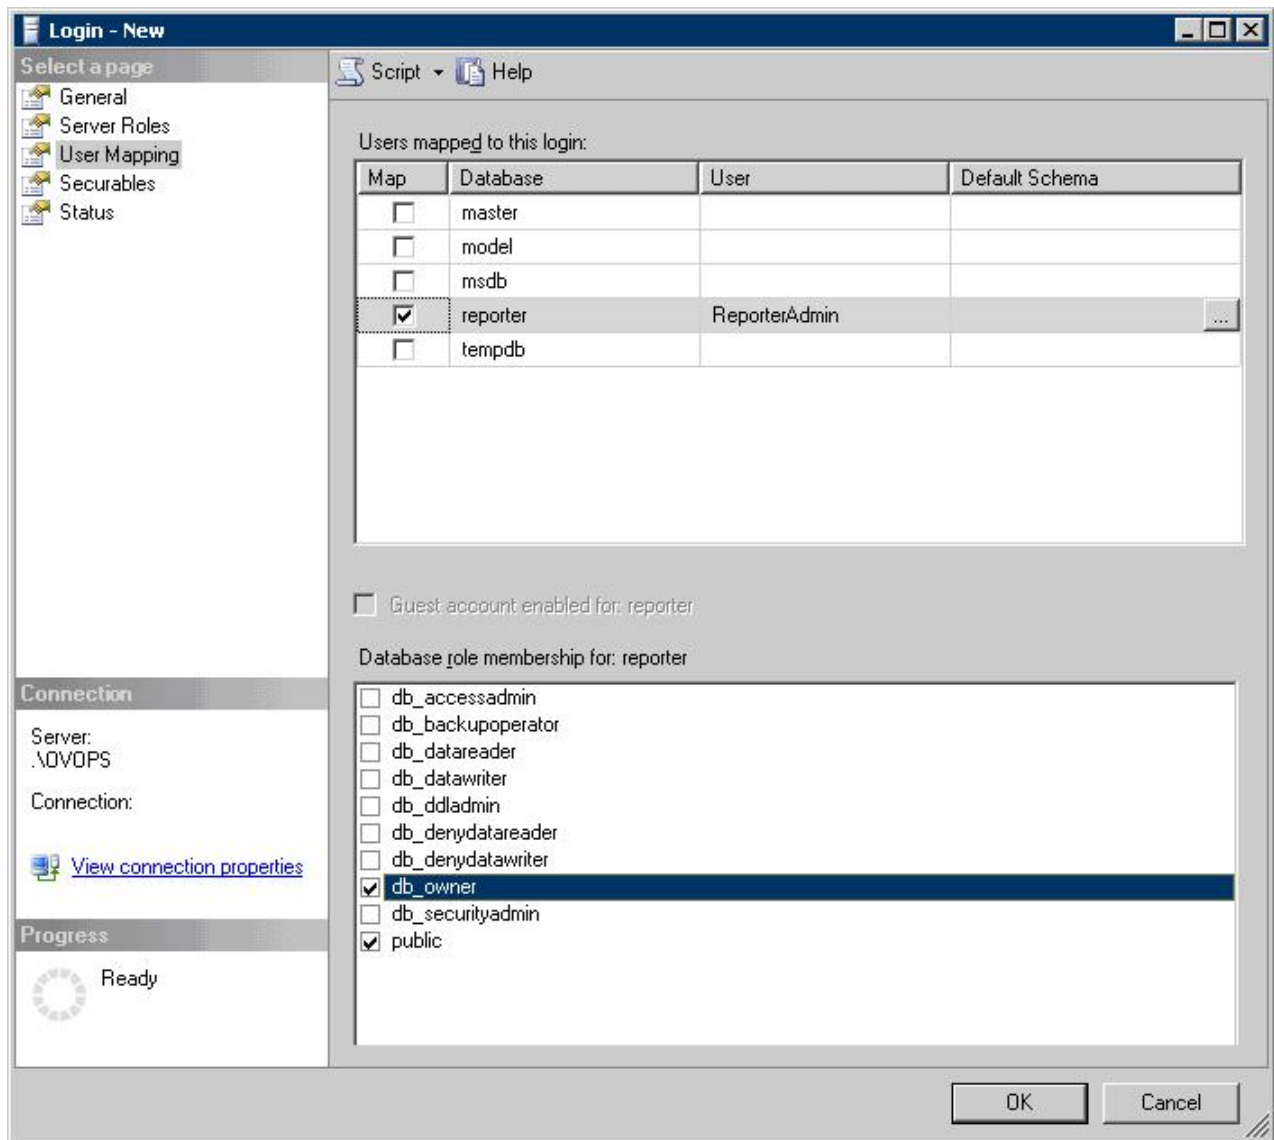 Login - New
Select a page
General
Server Roles
User Mapping
Securables
Status
Script Help
Users mapped to this login:
Map Database User Default Schema
master
model
msdb
reporter ReporterAdmin ...
tempdb
Guest account enabled for: reporter
Database role membership for: reporter
db_accessadmin
db_backupoperator
db_datareader
db_datawriter
db_ddladmin
db_denydatareader
db_denydatawriter
db_owner
db_securityadmin
public
Connection
Server:
.\OVOPS
Connection:
View connection properties
Progress
Ready
OK Cancel